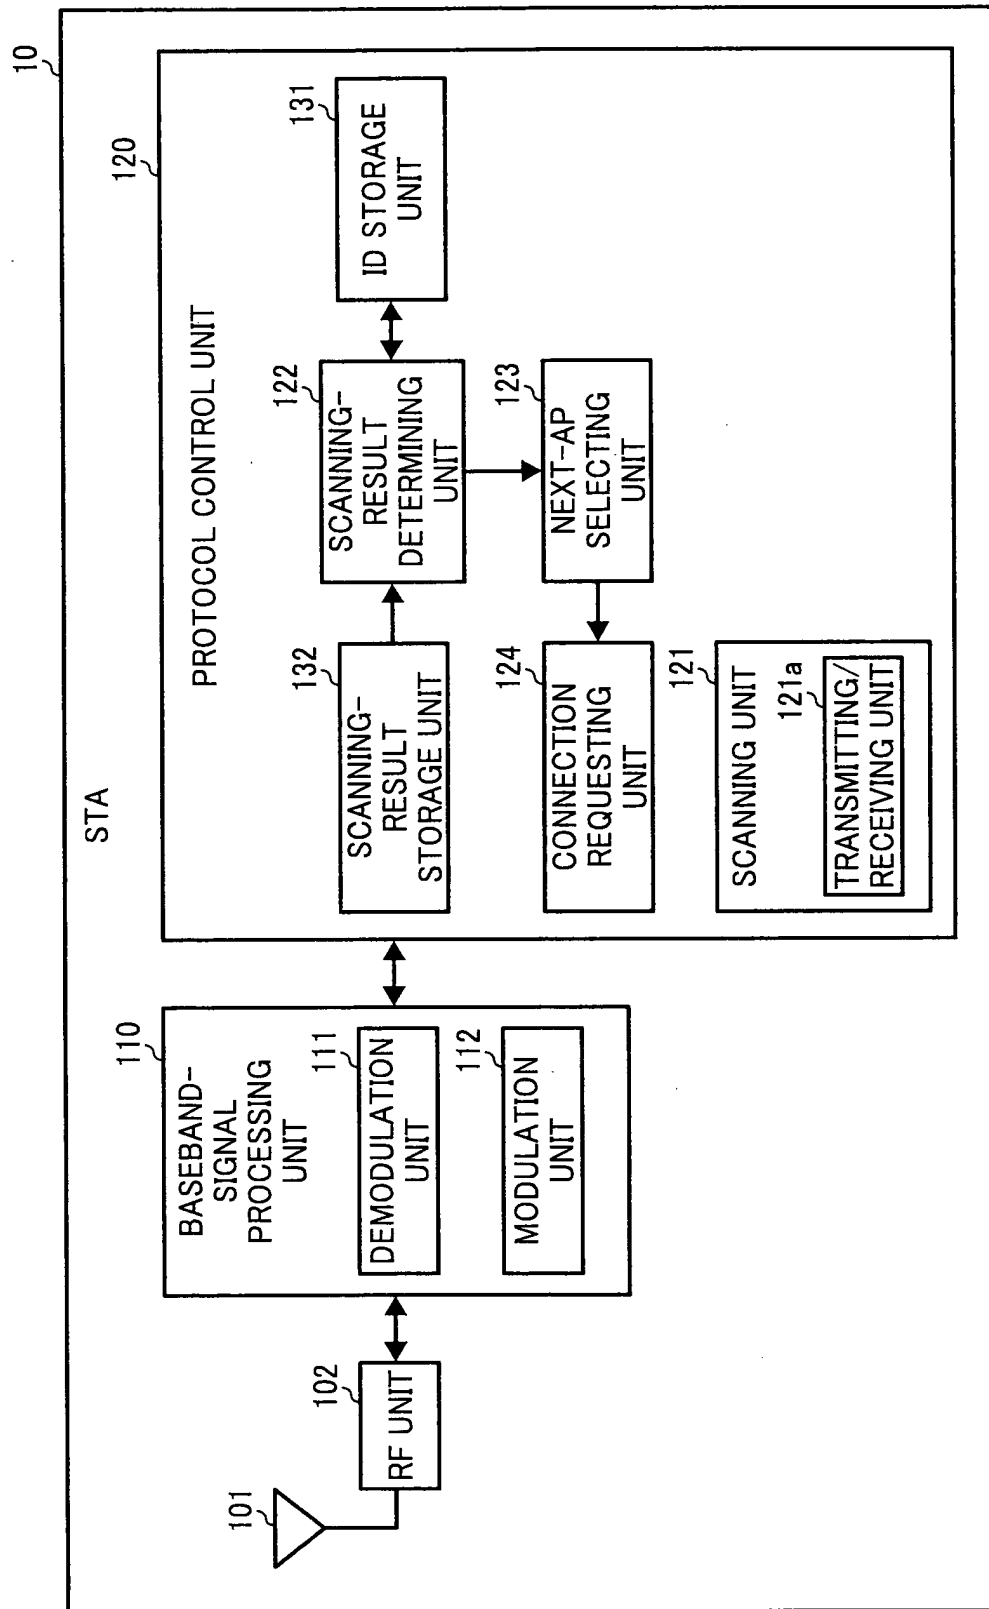 10
STA
101
102
RF UNIT
110
BASEBAND-
SIGNAL
PROCESSING
UNIT
111
DEMODULATION
UNIT
112
MODULATION
UNIT
120
PROTOCOL CONTROL UNIT
132
SCANNING-
RESULT
STORAGE UNIT
122
SCANNING-
RESULT
DETERMINING
UNIT
131
ID STORAGE
UNIT
124
CONNECTION
REQUESTING
UNIT
123
NEXT-AP
SELECTING
UNIT
121
SCANNING UNIT
121a
TRANSMITTING/
RECEIVING UNIT